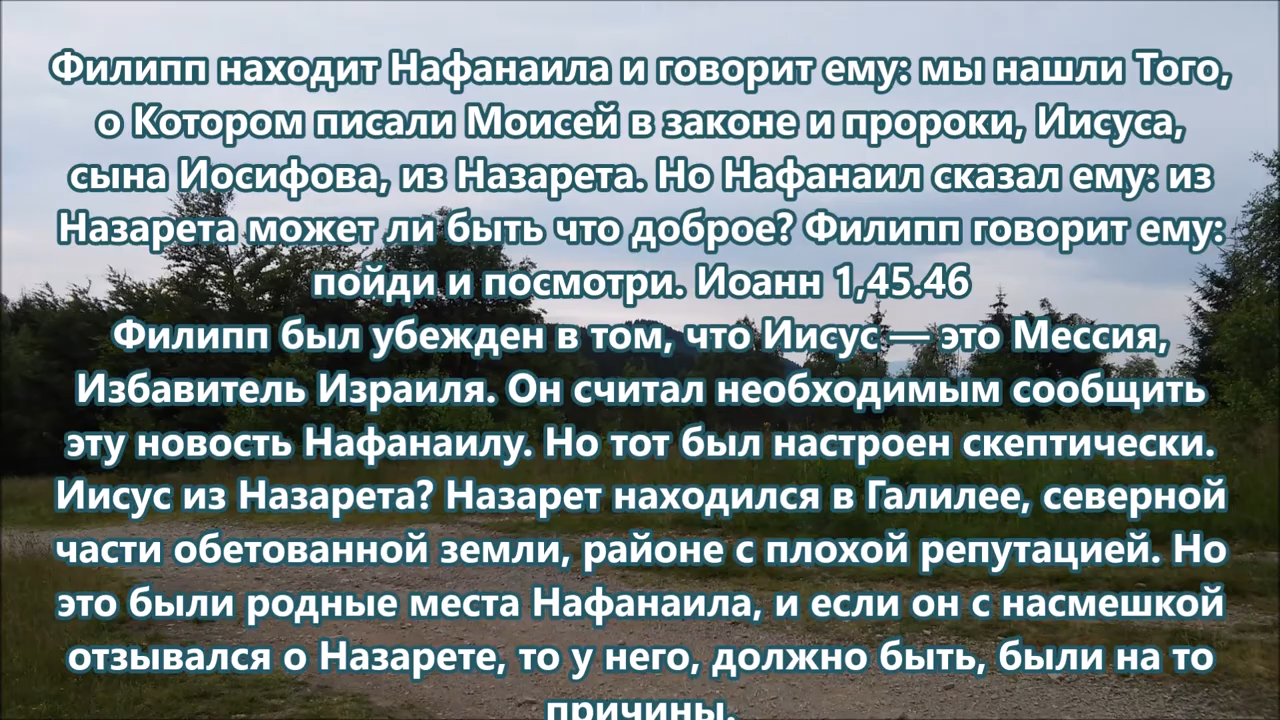 Филипп находит Нафанаила и говорит ему: мы нашли Того,
о Котором писали Моисей в законе и пророки, Иисуса,
сына Иосифова, из Назарета. Но Нафанаил сказал ему: из
Назарета может ли быть что доброе? Филипп говорит ему:
пойди и посмотри. Иоанн 1,45.46
Филипп был убежден в том, что Иисус — это Мессия,
Избавитель Израиля. Он считал необходимым сообщить
эту новость Нафанаилу. Но тот был настроен скептически.
Иисус из Назарета? Назарет находился в Галилее, северной
части обетованной земли, районе с плохой репутацией. Но
это были родные места Нафанаила, и если он с насмешкой
отзывался о Назарете, то у него, должно быть, были на то
причины.